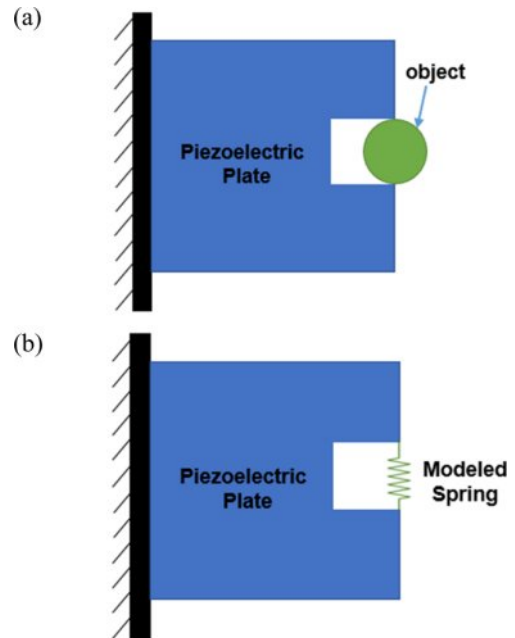 (a)
object
Piezoelectric
Plate
(b)
Piezoelectric
Plate
Modeled
Spring